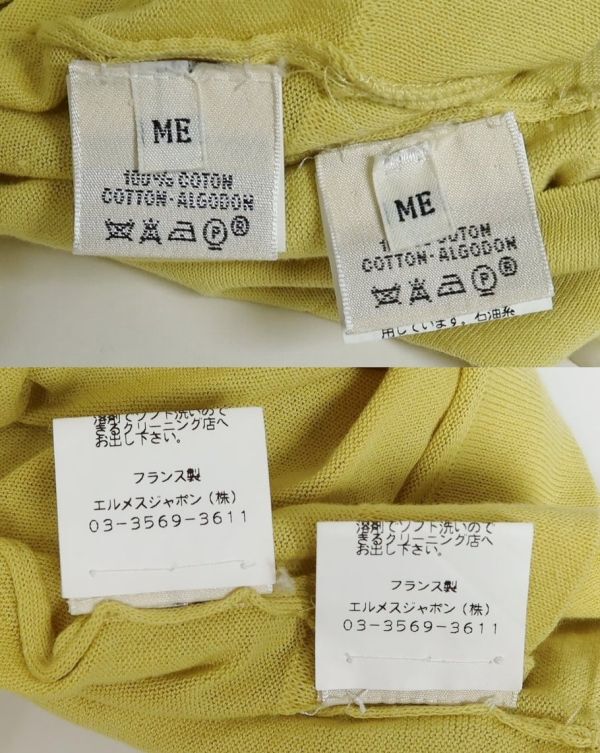 ME
100% COTON
COTTON-ALGODON
P
®
ME
COTON
COTTON-ALGODON
P
®
用しています。石油系
溶剤でソフト洗いので
きるクリーニング店へ
お出し下さい。
フランス製
エルメスジャポン(株)
03-3569-3611
溶剤でソフト洗いので
きるクリーニング店へ
お出し下さい。
フランス製
エルメスジャポン(株)
03-3569-3611